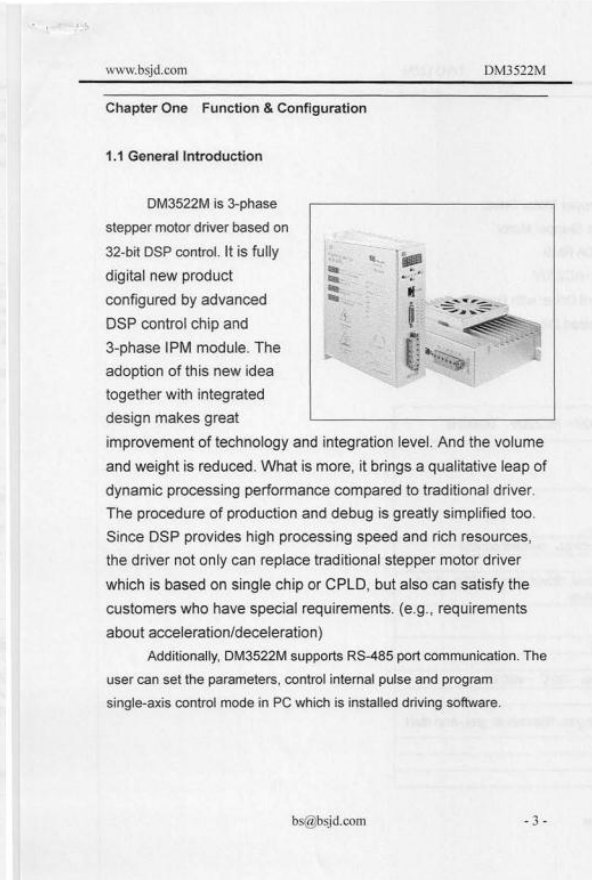 www.bsjd.com DM3522M
Chapter One Function & Configuration
1.1 General Introduction
DM3522M is 3-phase
stepper motor driver based on
32-bit DSP control. It is fully
digital new product
configured by advanced
DSP control chip and
3-phase IPM module. The
adoption of this new idea
together with integrated
design makes great
improvement of technology and integration level. And the volume
and weight is reduced. What is more, it brings a qualitative leap of
dynamic processing performance compared to traditional driver.
The procedure of production and debug is greatly simplified too.
Since DSP provides high processing speed and rich resources,
the driver not only can replace traditional stepper motor driver
which is based on single chip or CPLD, but also can satisfy the
customers who have special requirements. (e.g., requirements
about acceleration/deceleration)
Additionally, DM3522M supports RS-485 port communication. The
user can set the parameters, control internal pulse and program
single-axis control mode in PC which is installed driving software.
bs@bsjd.com - 3 -